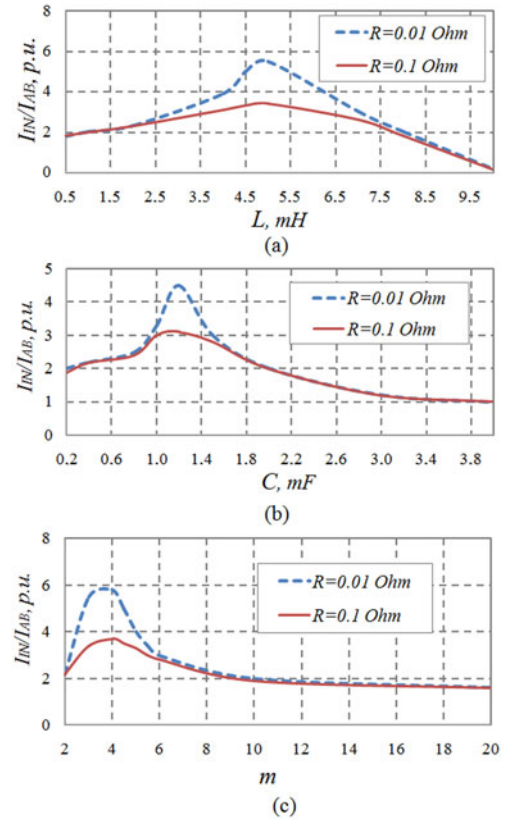 8
R=0.01 Ohm
6
R=0.1 Ohm
4
2
0
I_IN/I_AB, p.u.
0.5 1.5 2.5 3.5 4.5 5.5 6.5 7.5 8.5 9.5
L, mH
(a)
5
R=0.01 Ohm
4
R=0.1 Ohm
3
2
1
0
I_IN/I_AB, p.u.
0.2 0.6 1.0 1.4 1.8 2.2 2.6 3.0 3.4 3.8
C, mF
(b)
8
R=0.01 Ohm
6
R=0.1 Ohm
4
2
0
I_IN/I_AB, p.u.
2 4 6 8 10 12 14 16 18 20
m
(c)